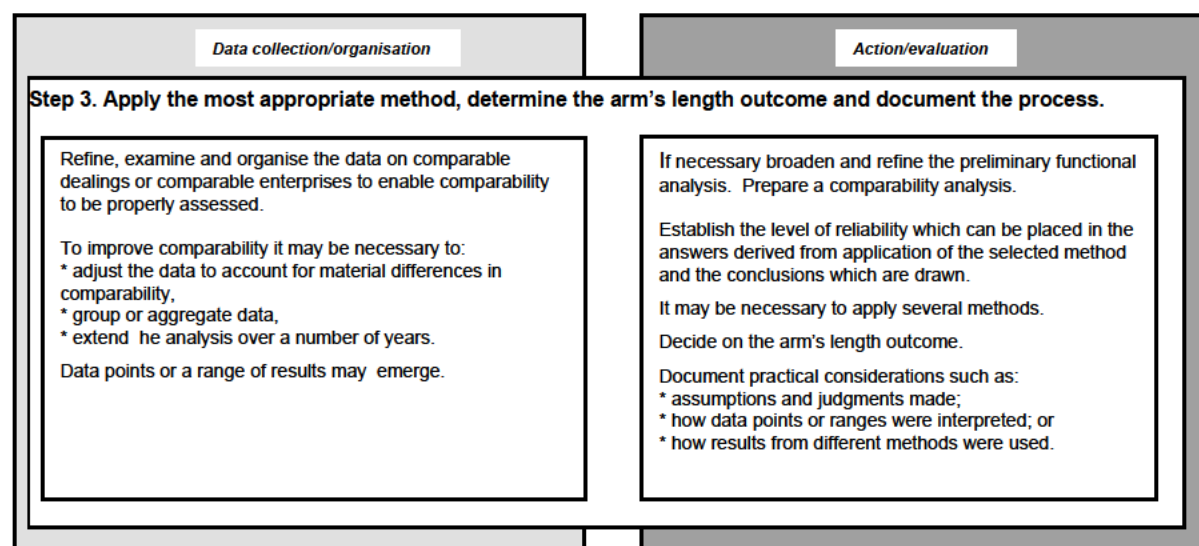 Data collection/organisation
Action/evaluation
Step 3. Apply the most appropriate method, determine the arm's length outcome and document the process.
Refine, examine and organise the data on comparable
dealings or comparable enterprises to enable comparability
to be properly assessed.
To improve comparability it may be necessary to:
* adjust the data to account for material differences in
comparability,
* group or aggregate data,
* extend he analysis over a number of years.
Data points or a range of results may emerge.
If necessary broaden and refine the preliminary functional
analysis. Prepare a comparability analysis.
Establish the level of reliability which can be placed in the
answers derived from application of the selected method
and the conclusions which are drawn.
It may be necessary to apply several methods.
Decide on the arm's length outcome.
Document practical considerations such as:
* assumptions and judgments made;
* how data points or ranges were interpreted; or
* how results from different methods were used.